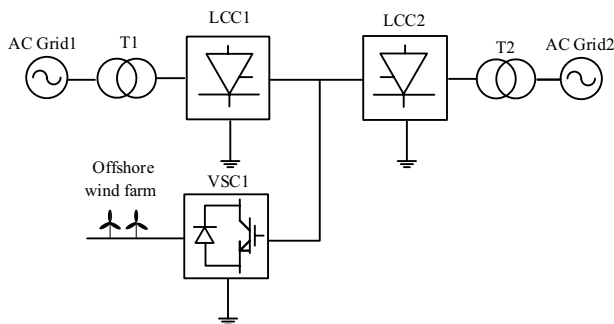 LCC1
LCC2
AC Grid1
T1
T2
AC Grid2
Offshore
wind farm
VSC1